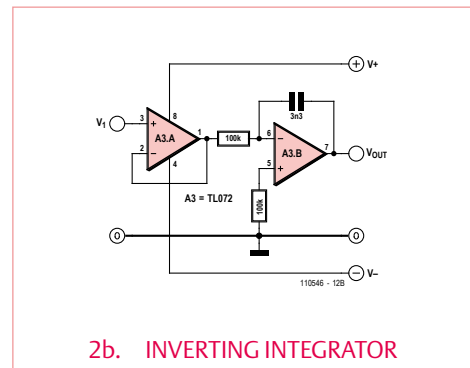 V+
8
V1
3
+
A3.A
1
2
−
4
100k
3n3
6
−
A3.B
7
VOUT
5
+
A3 = TL072
100k
0
0
110546 - 12B
V−
2b. INVERTING INTEGRATOR